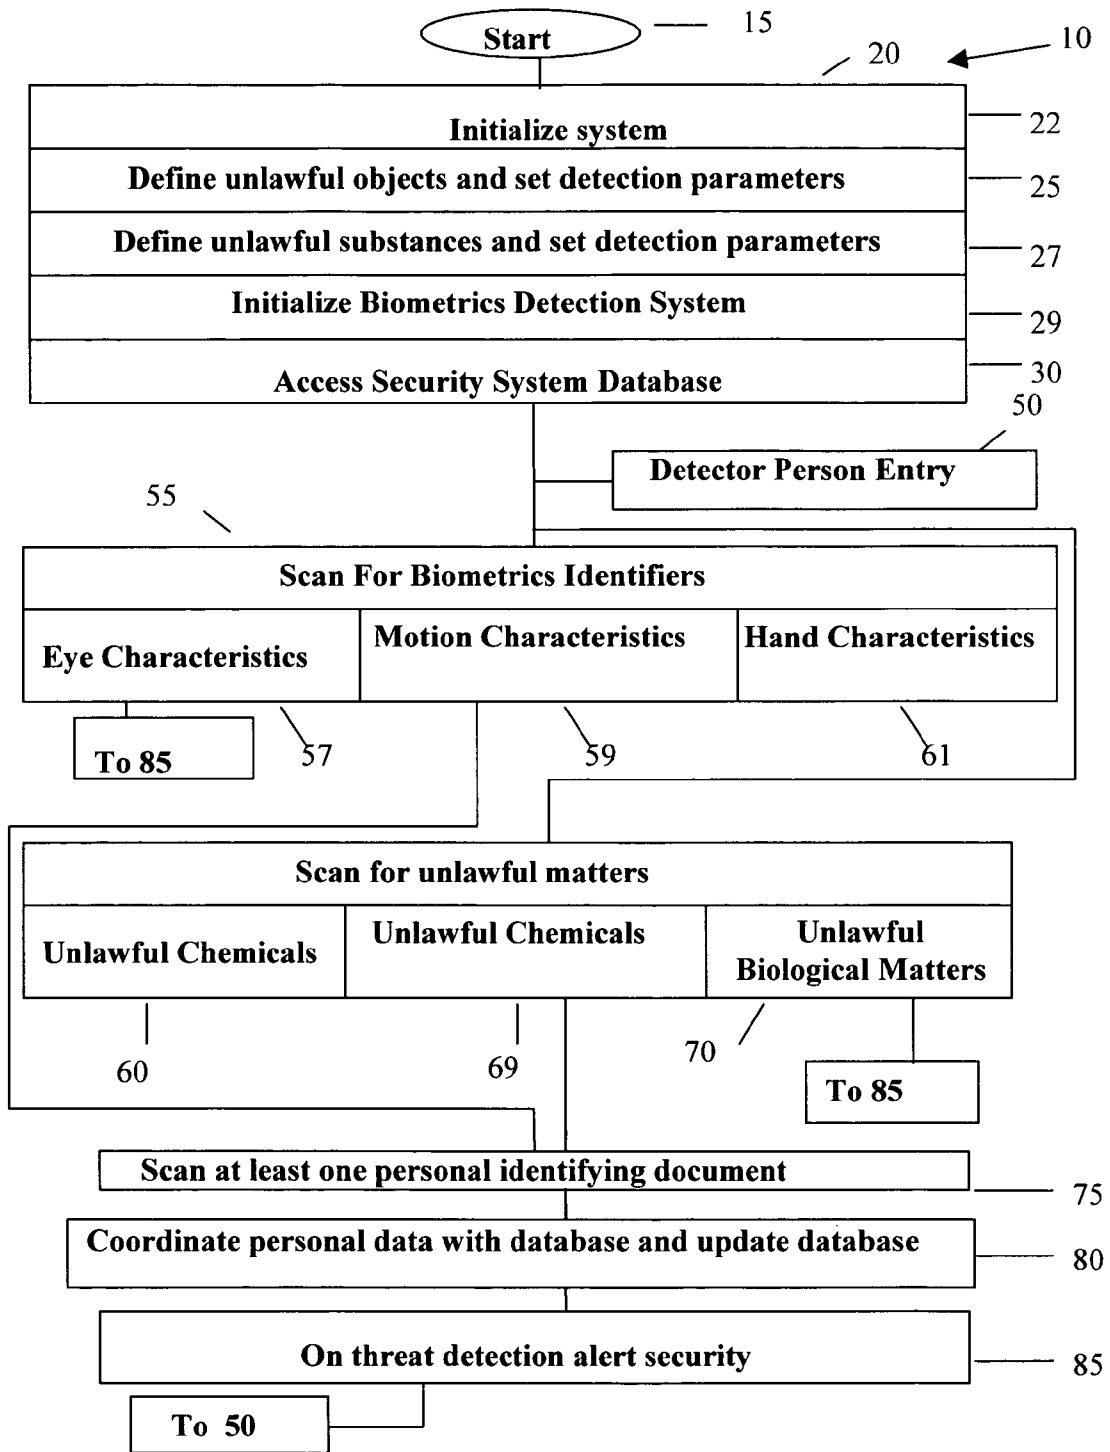 Start
15
10
20
Initialize system
22
Define unlawful objects and set detection parameters
25
Define unlawful substances and set detection parameters
27
Initialize Biometrics Detection System
29
Access Security System Database
30
50
Detector Person Entry
55
Scan For Biometrics Identifiers
Eye Characteristics
Motion Characteristics
Hand Characteristics
To 85
57
59
61
Scan for unlawful matters
Unlawful Chemicals
Unlawful Chemicals
Unlawful
Biological Matters
60
69
70
To 85
Scan at least one personal identifying document
75
Coordinate personal data with database and update database
80
On threat detection alert security
85
To 50